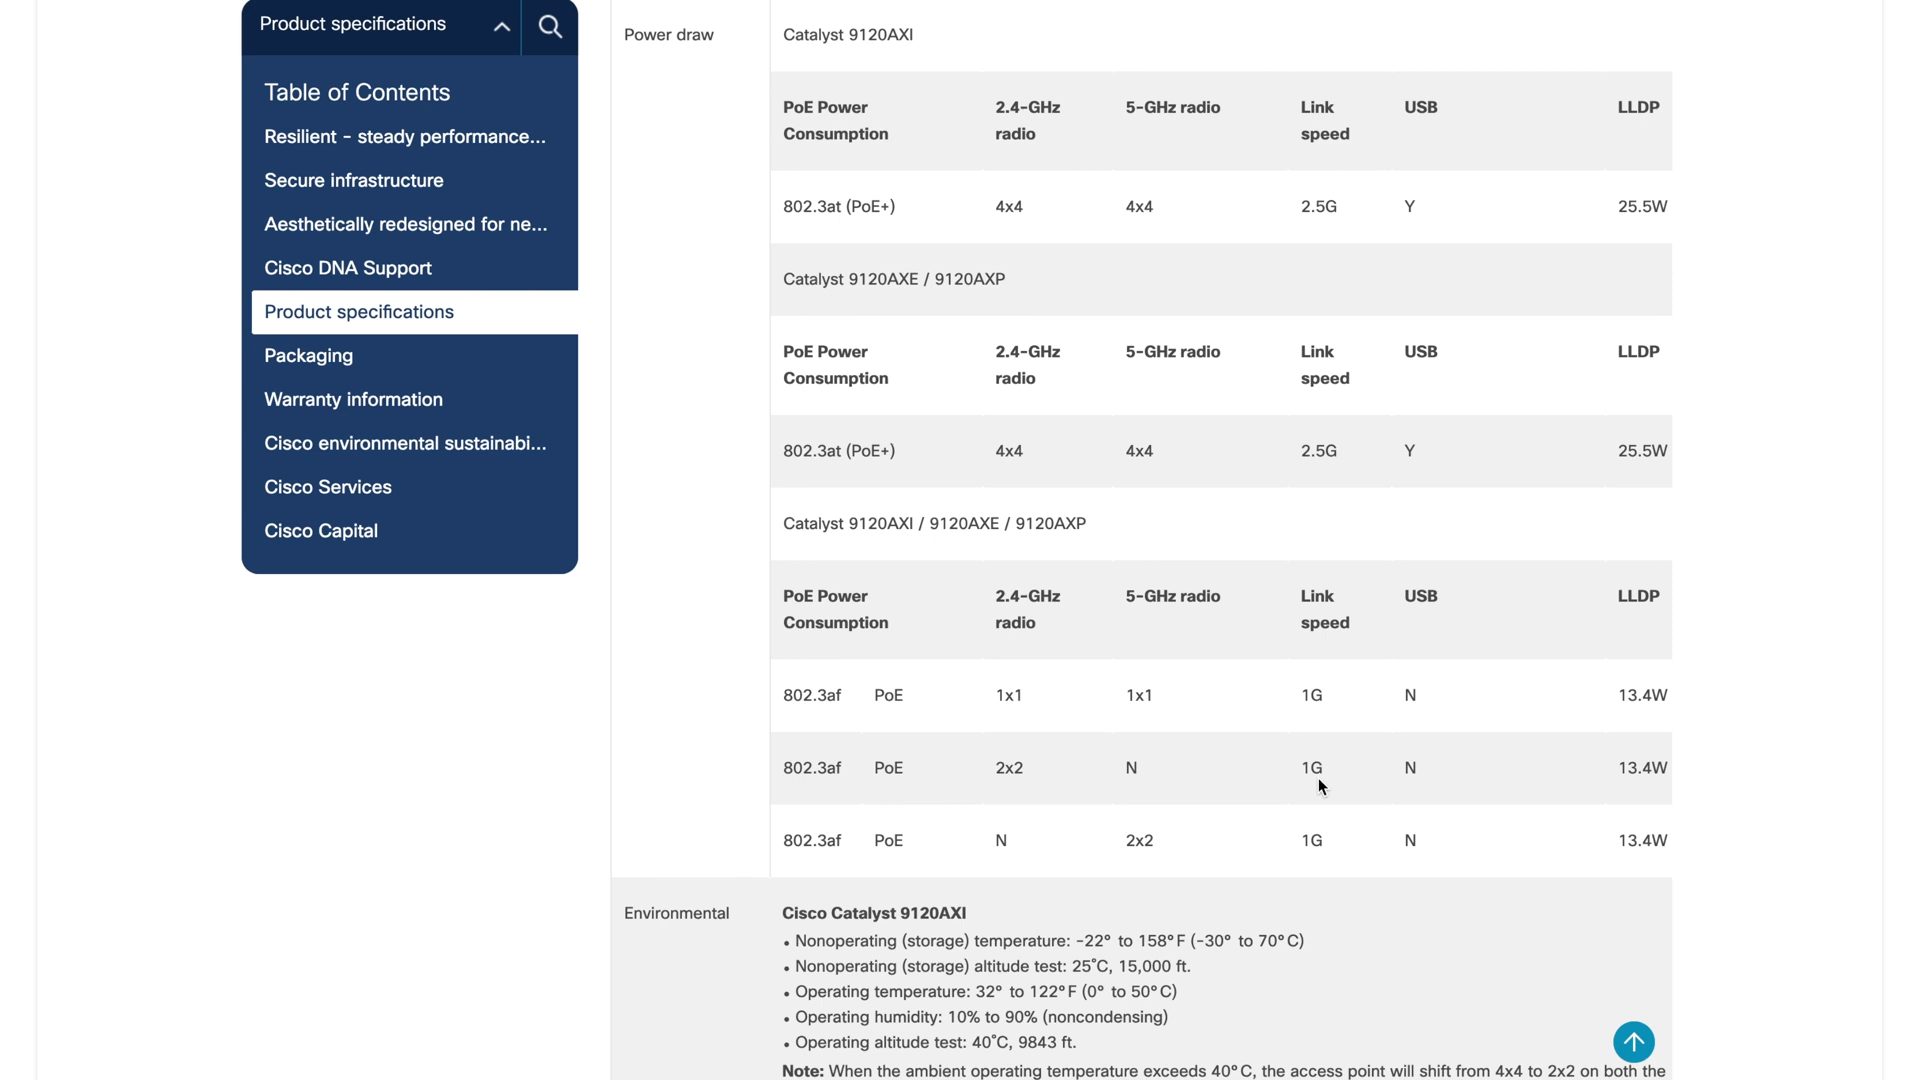 Product specifications
Table of Contents
Resilient - steady performance...
Secure infrastructure
Aesthetically redesigned for ne...
Cisco DNA Support
Product specifications
Packaging
Warranty information
Cisco environmental sustainabi...
Cisco Services
Cisco Capital
Power draw
Catalyst 9120AXI
PoE Power Consumption 2.4-GHz radio 5-GHz radio Link speed USB LLDP
802.3at (PoE+) 4x4 4x4 2.5G Y 25.5W
Catalyst 9120AXE / 9120AXP
PoE Power Consumption 2.4-GHz radio 5-GHz radio Link speed USB LLDP
802.3at (PoE+) 4x4 4x4 2.5G Y 25.5W
Catalyst 9120AXI / 9120AXE / 9120AXP
PoE Power Consumption 2.4-GHz radio 5-GHz radio Link speed USB LLDP
802.3af PoE 1x1 1x1 1G N 13.4W
802.3af PoE 2x2 N 1G N 13.4W
802.3af PoE N 2x2 1G N 13.4W
Environmental
Cisco Catalyst 9120AXI
• Nonoperating (storage) temperature: -22° to 158°F (-30° to 70°C)
• Nonoperating (storage) altitude test: 25˚C, 15,000 ft.
• Operating temperature: 32° to 122°F (0° to 50°C)
• Operating humidity: 10% to 90% (noncondensing)
• Operating altitude test: 40˚C, 9843 ft.
Note: When the ambient operating temperature exceeds 40°C, the access point will shift from 4x4 to 2x2 on both the